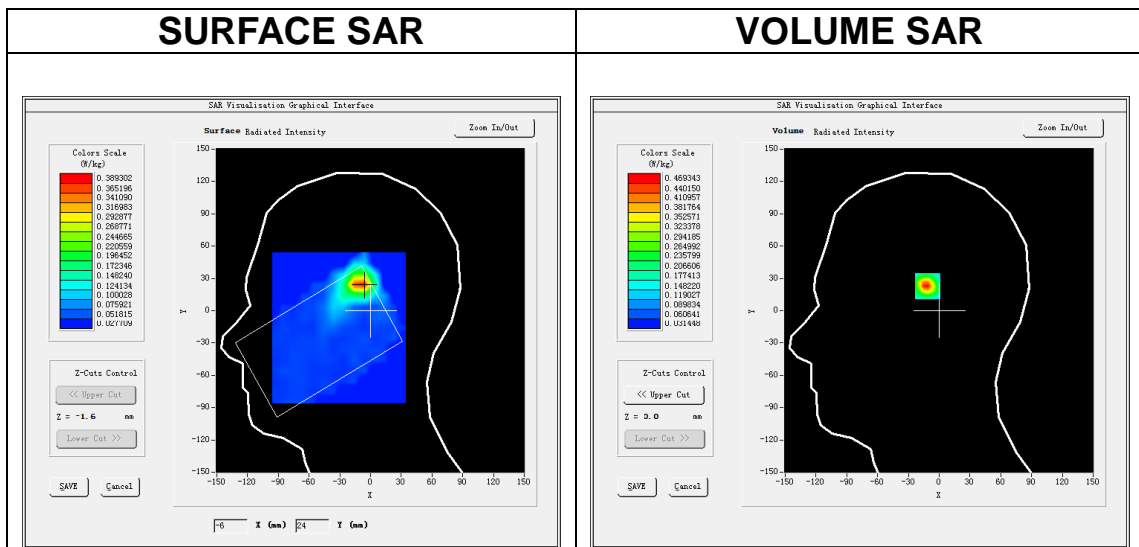 SURFACE SAR
VOLUME SAR
SAR Visualisation Graphical Interface
Surface Radiated Intensity
Zoom In/Out
Colors Scale
(W/kg)
0.389302
0.365196
0.341090
0.316983
0.292877
0.268771
0.244665
0.220559
0.196452
0.172346
0.148240
0.124134
0.100028
0.075921
0.051815
0.027709
Z-Cuts Control
<< Upper Cut
Z = -1.6 mm
Lower Cut >>
SAVE Cancel
150
120
90
60
30
0
-30
-60
-90
-120
-150
Y
-150 -120 -90 -60 -30 0 30 60 90 120 150
X
-6 X (mm) 24 Y (mm)
SAR Visualisation Graphical Interface
Volume Radiated Intensity
Zoom In/Out
Colors Scale
(W/kg)
0.469343
0.440150
0.410957
0.381764
0.352571
0.323378
0.294185
0.264992
0.235799
0.206606
0.177413
0.148220
0.119027
0.089834
0.060641
0.031448
Z-Cuts Control
<< Upper Cut
Z = 0.0 mm
Lower Cut >>
SAVE Cancel
150
120
90
60
30
0
-30
-60
-90
-120
-150
Y
-150 -120 -90 -60 -30 0 30 60 90 120 150
X